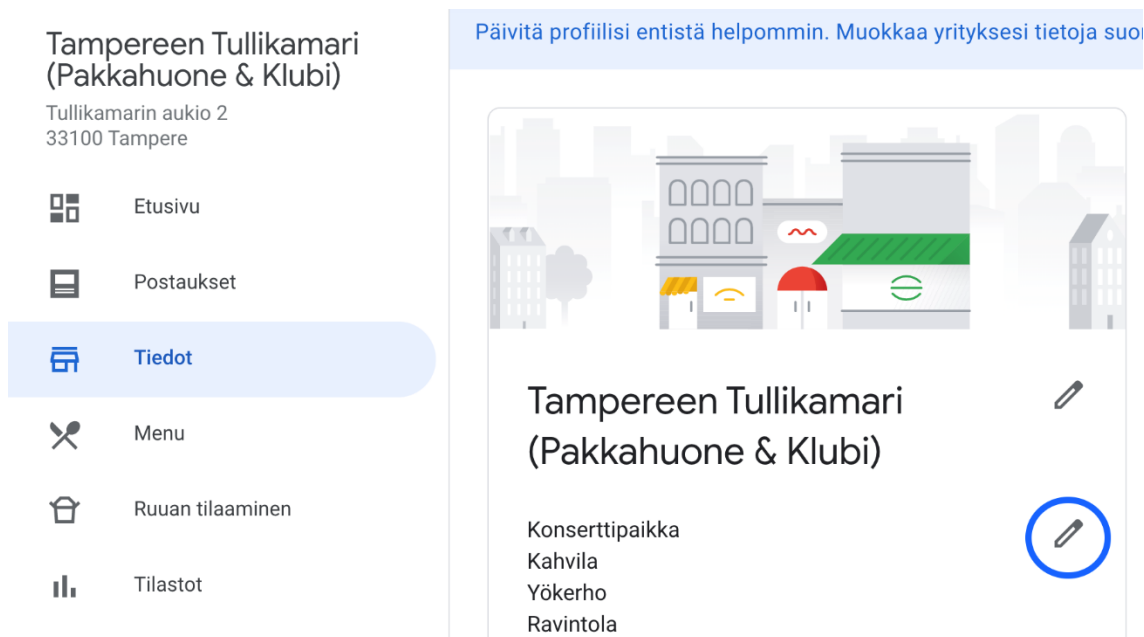 Tampereen Tullikamari
(Pakkahuone & Klubi)
Tullikamarin aukio 2
33100 Tampere
Etusivu
Postaukset
Tiedot
Menu
Ruuan tilaaminen
Tilastot
Päivitä profiilisi entistä helpommin. Muokkaa yrityksesi tietoja
Tampereen Tullikamari
(Pakkahuone & Klubi)
Konserttipaikka
Kahvila
Yökerho
Ravintola